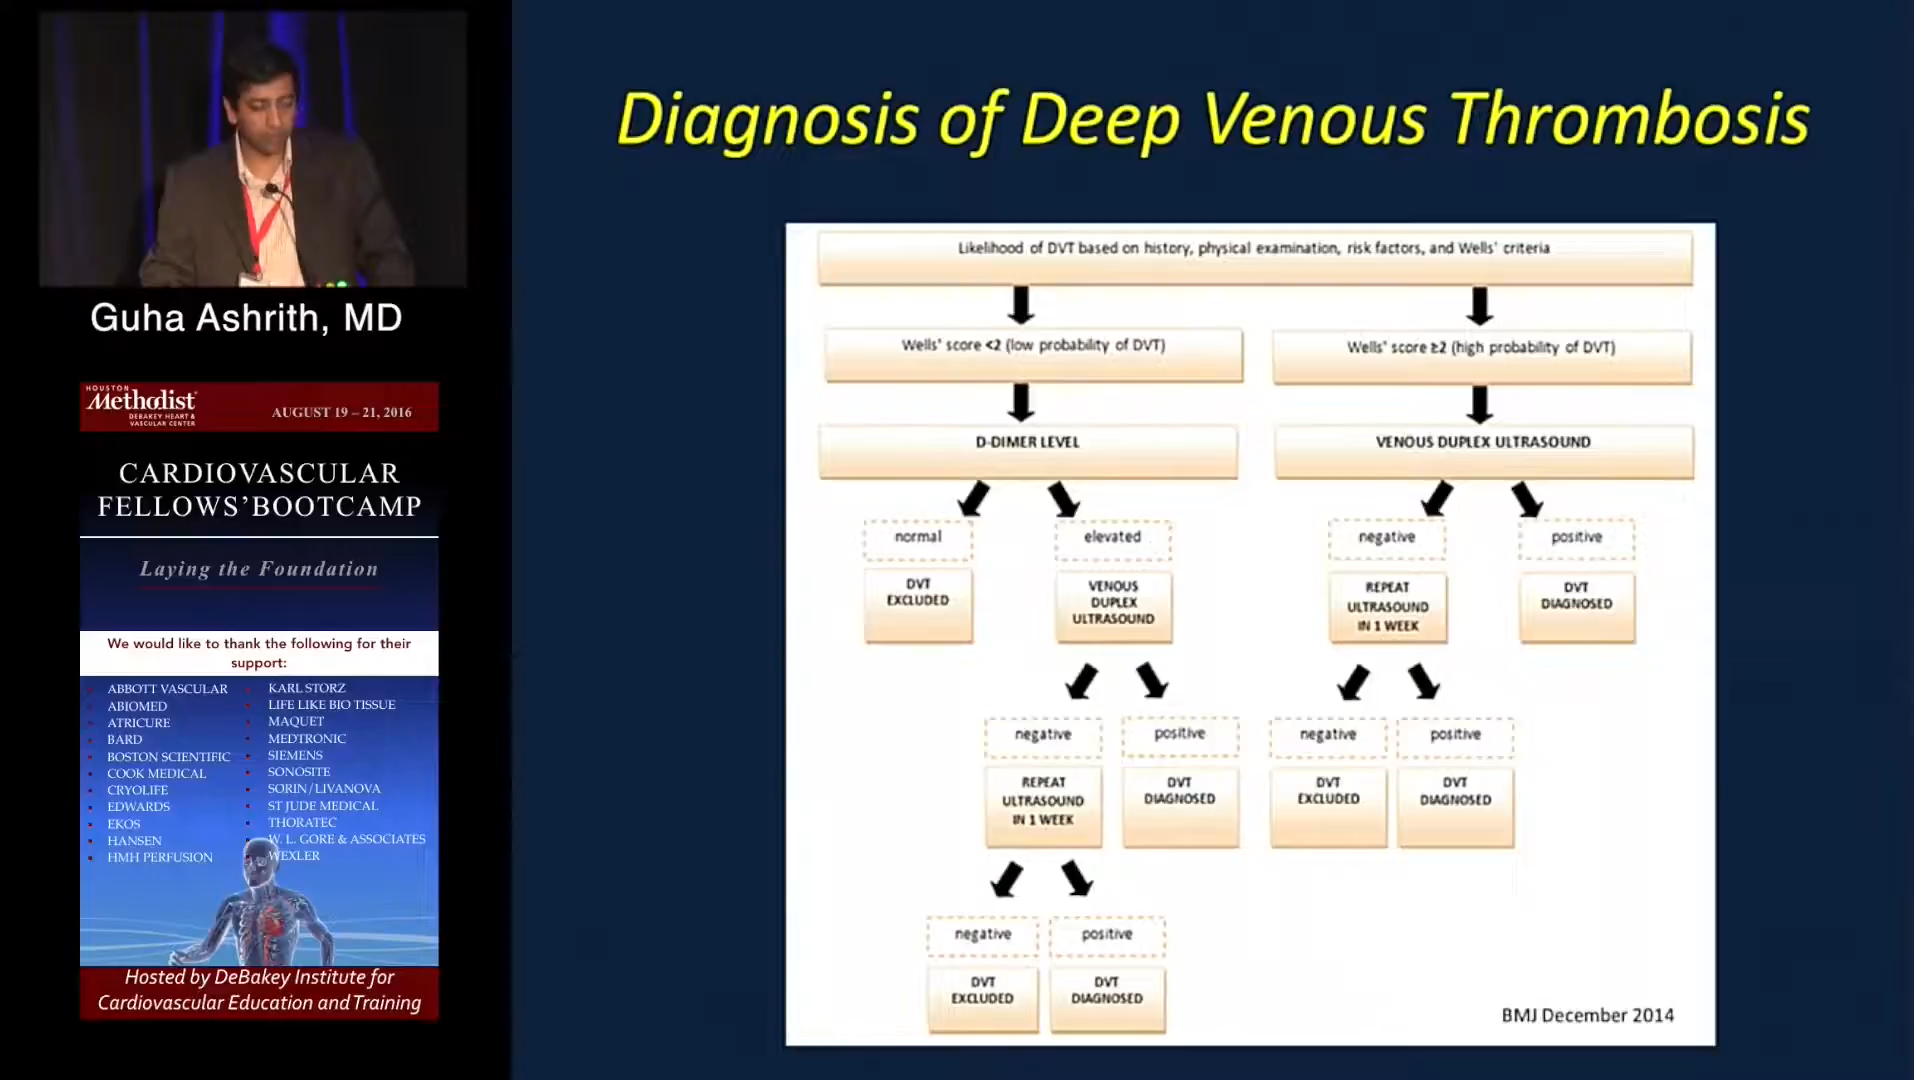 Guha Ashrith, MD
HOUSTON
Methodist
DEBAKEY HEART &
VASCULAR CENTER
AUGUST 19 – 21, 2016
CARDIOVASCULAR
FELLOWS’BOOTCAMP
Laying the Foundation
We would like to thank the following for their
support:
ABBOTT VASCULAR
ABIOMED
ATRICURE
BARD
BOSTON SCIENTIFIC
COOK MEDICAL
CRYOLIFE
EDWARDS
EKOS
HANSEN
HMH PERFUSION
KARL STORZ
LIFE LIKE BIO TISSUE
MAQUET
MEDTRONIC
SIEMENS
SONOSITE
SORIN/LIVANOVA
ST JUDE MEDICAL
THORATEC
W. L. GORE & ASSOCIATES
WEXLER
Hosted by DeBakey Institute for
Cardiovascular Education and Training
Diagnosis of Deep Venous Thrombosis
Likelihood of DVT based on history, physical examination, risk factors, and Wells' criteria
Wells' score <2 (low probability of DVT)
Wells' score ≥2 (high probability of DVT)
D-DIMER LEVEL
VENOUS DUPLEX ULTRASOUND
normal
elevated
negative
positive
DVT
EXCLUDED
VENOUS
DUPLEX
ULTRASOUND
REPEAT
ULTRASOUND
IN 1 WEEK
DVT
DIAGNOSED
negative
positive
negative
positive
REPEAT
ULTRASOUND
IN 1 WEEK
DVT
DIAGNOSED
DVT
EXCLUDED
DVT
DIAGNOSED
negative
positive
DVT
EXCLUDED
DVT
DIAGNOSED
BMJ December 2014